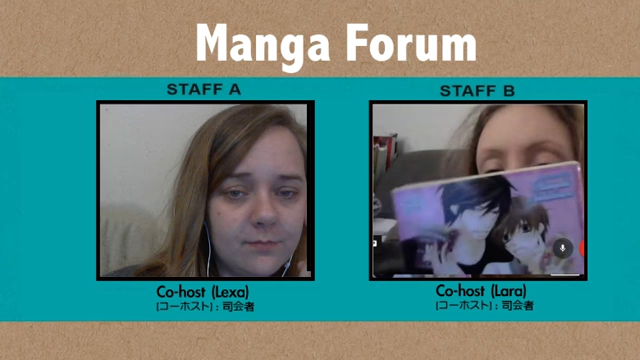 Manga Forum
STAFF A
STAFF B
Co-host (Lexa)
[コーホスト] : 司会者
Co-host (Lara)
[コーホスト] : 司会者